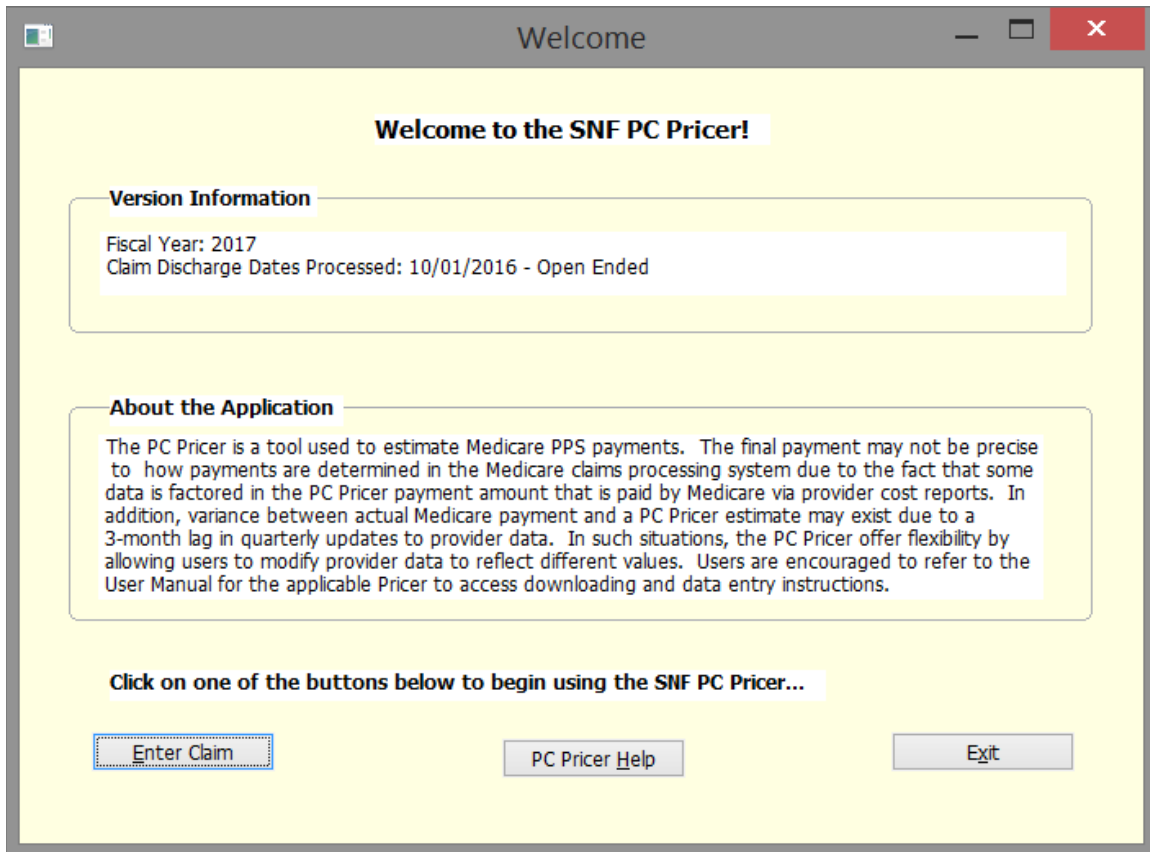 Welcome
Welcome to the SNF PC Pricer!
Version Information
Fiscal Year: 2017
Claim Discharge Dates Processed: 10/01/2016 - Open Ended
About the Application
The PC Pricer is a tool used to estimate Medicare PPS payments.  The final payment may not be precise
to  how payments are determined in the Medicare claims processing system due to the fact that some
data is factored in the PC Pricer payment amount that is paid by Medicare via provider cost reports.  In
addition, variance between actual Medicare payment and a PC Pricer estimate may exist due to a
3-month lag in quarterly updates to provider data.  In such situations, the PC Pricer offer flexibility by
allowing users to modify provider data to reflect different values.  Users are encouraged to refer to the
User Manual for the applicable Pricer to access downloading and data entry instructions.
Click on one of the buttons below to begin using the SNF PC Pricer...
Enter Claim
PC Pricer Help
Exit